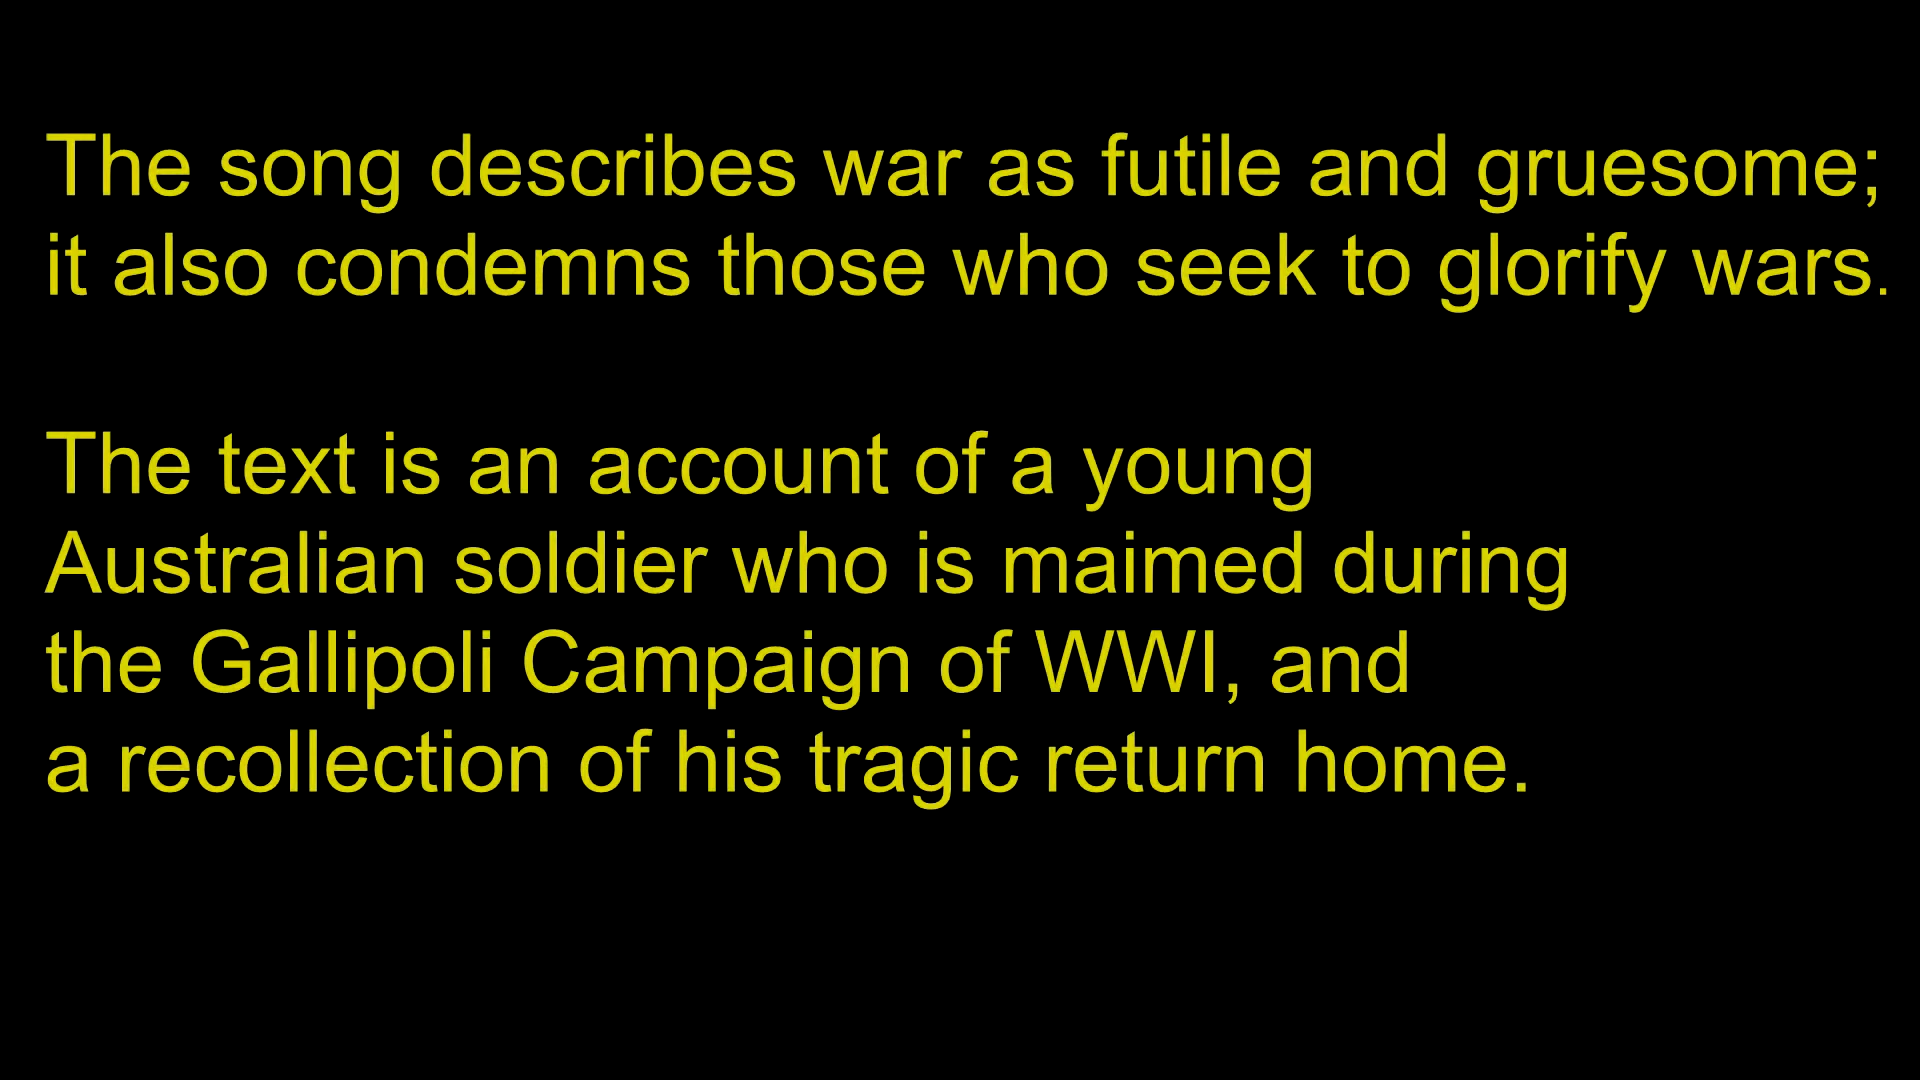 The song describes war as futile and gruesome;
it also condemns those who seek to glorify wars.
The text is an account of a young
Australian soldier who is maimed during
the Gallipoli Campaign of WWI, and
a recollection of his tragic return home.